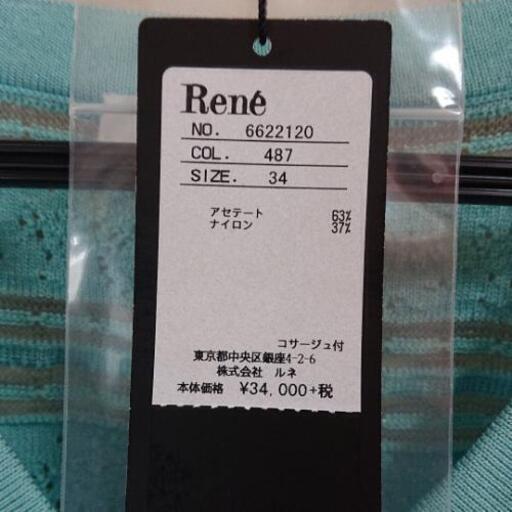 René
NO. 6622120
COL. 487
SIZE. 34
アセテート 63%
ナイロン 37%
コサージュ付
東京都中央区銀座4-2-6
株式会社 ルネ
本体価格 ¥34,000+税